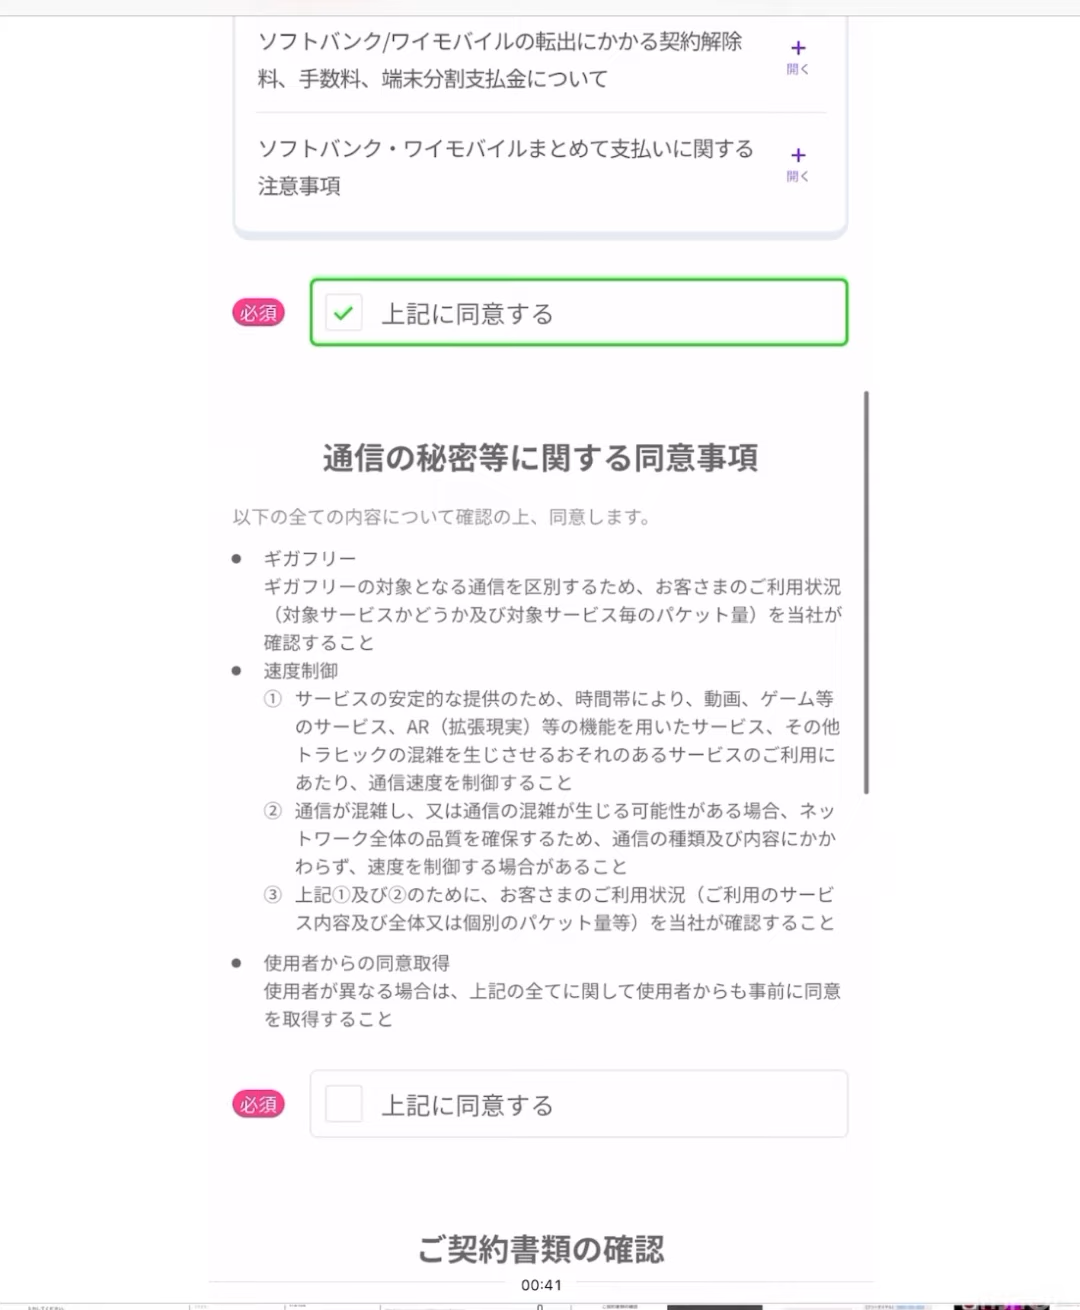 ソフトバンク/ワイモバイルの転出にかかる契約解除
料、手数料、端末分割支払金について
開く
ソフトバンク・ワイモバイルまとめて支払いに関する
注意事項
開く
必須
上記に同意する
通信の秘密等に関する同意事項
以下の全ての内容について確認の上、同意します。
● ギガフリー
ギガフリーの対象となる通信を区別するため、お客さまのご利用状況
（対象サービスかどうか及び対象サービス毎のパケット量）を当社が
確認すること
● 速度制御
① サービスの安定的な提供のため、時間帯により、動画、ゲーム等
のサービス、AR（拡張現実）等の機能を用いたサービス、その他
トラヒックの混雑を生じさせるおそれのあるサービスのご利用に
あたり、通信速度を制御すること
② 通信が混雑し、又は通信の混雑が生じる可能性がある場合、ネッ
トワーク全体の品質を確保するため、通信の種類及び内容にかか
わらず、速度を制御する場合があること
③ 上記①及び②のために、お客さまのご利用状況（ご利用のサービ
ス内容及び全体又は個別のパケット量等）を当社が確認すること
● 使用者からの同意取得
使用者が異なる場合は、上記の全てに関して使用者からも事前に同意
を取得すること
必須
上記に同意する
ご契約書類の確認
00:41